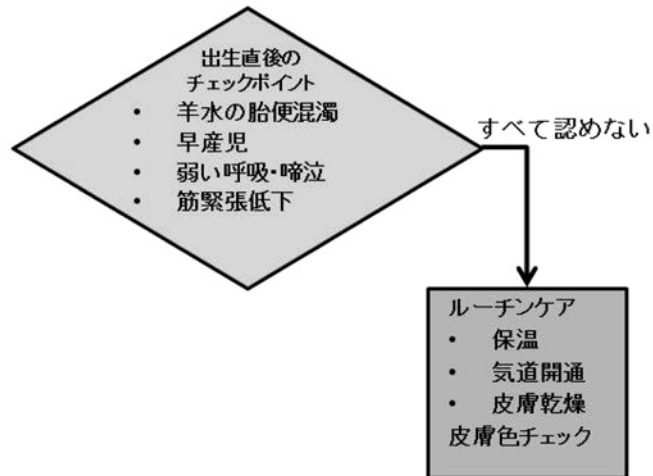 出生直後の
チェックポイント
• 羊水の胎便混濁
• 早産児
• 弱い呼吸・啼泣
• 筋緊張低下
すべて認めない
ルーチンケア
• 保温
• 気道開通
• 皮膚乾燥
皮膚色チェック